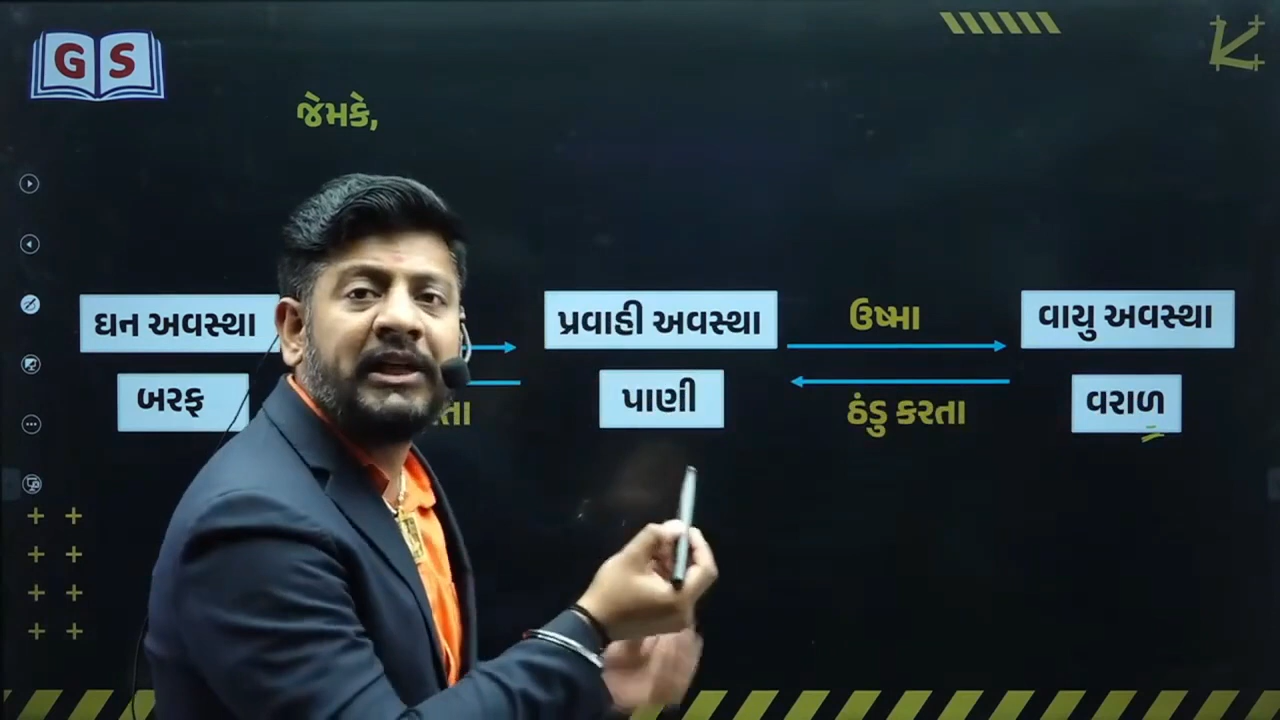 GS
જેમકે,
ઘન અવસ્થા
પ્રવાહી અવસ્થા
ઉષ્મા
વાયુ અવસ્થા
બરફ
પાણી
ઠંડુ કરતા
વરાળ